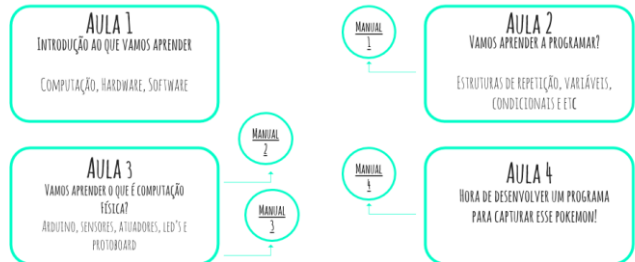 AULA 1
INTRODUÇÃO AO QUE VAMOS APRENDER
COMPUTAÇÃO, HARDWARE, SOFTWARE
MANUAL
1
AULA 2
VAMOS APRENDER A PROGRAMAR?
ESTRUTURAS DE REPETIÇÃO, VARIÁVEIS,
CONDICIONAIS E ETC
AULA 3
VAMOS APRENDER O QUE É COMPUTAÇÃO
FÍSICA?
ARDUINO, SENSORES, ATUADORES, LED'S E
PROTOBOARD
MANUAL
2
MANUAL
3
MANUAL
4
AULA 4
HORA DE DESENVOLVER UM PROGRAMA
PARA CAPTURAR ESSE POKEMON!